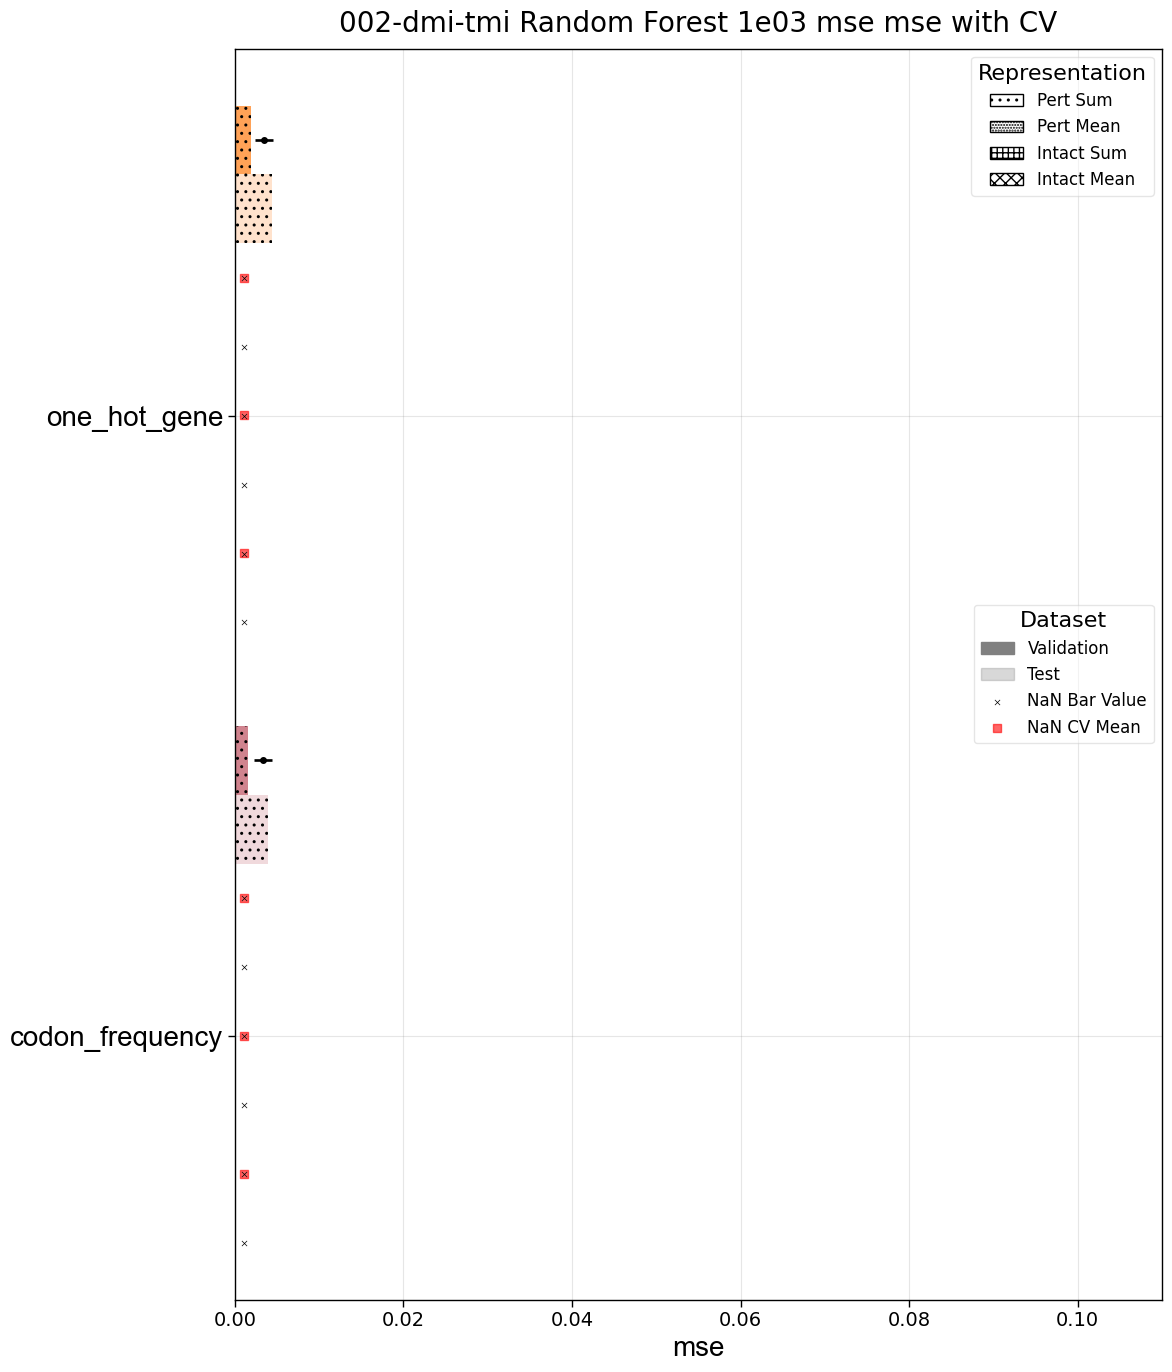 002-dmi-tmi Random Forest 1e03 mse mse with CV
Representation
Pert Sum
Pert Mean
Intact Sum
Intact Mean
one_hot_gene
Dataset
Validation
Test
NaN Bar Value
NaN CV Mean
codon_frequency
0.00 0.02 0.04 0.06 0.08 0.10
mse